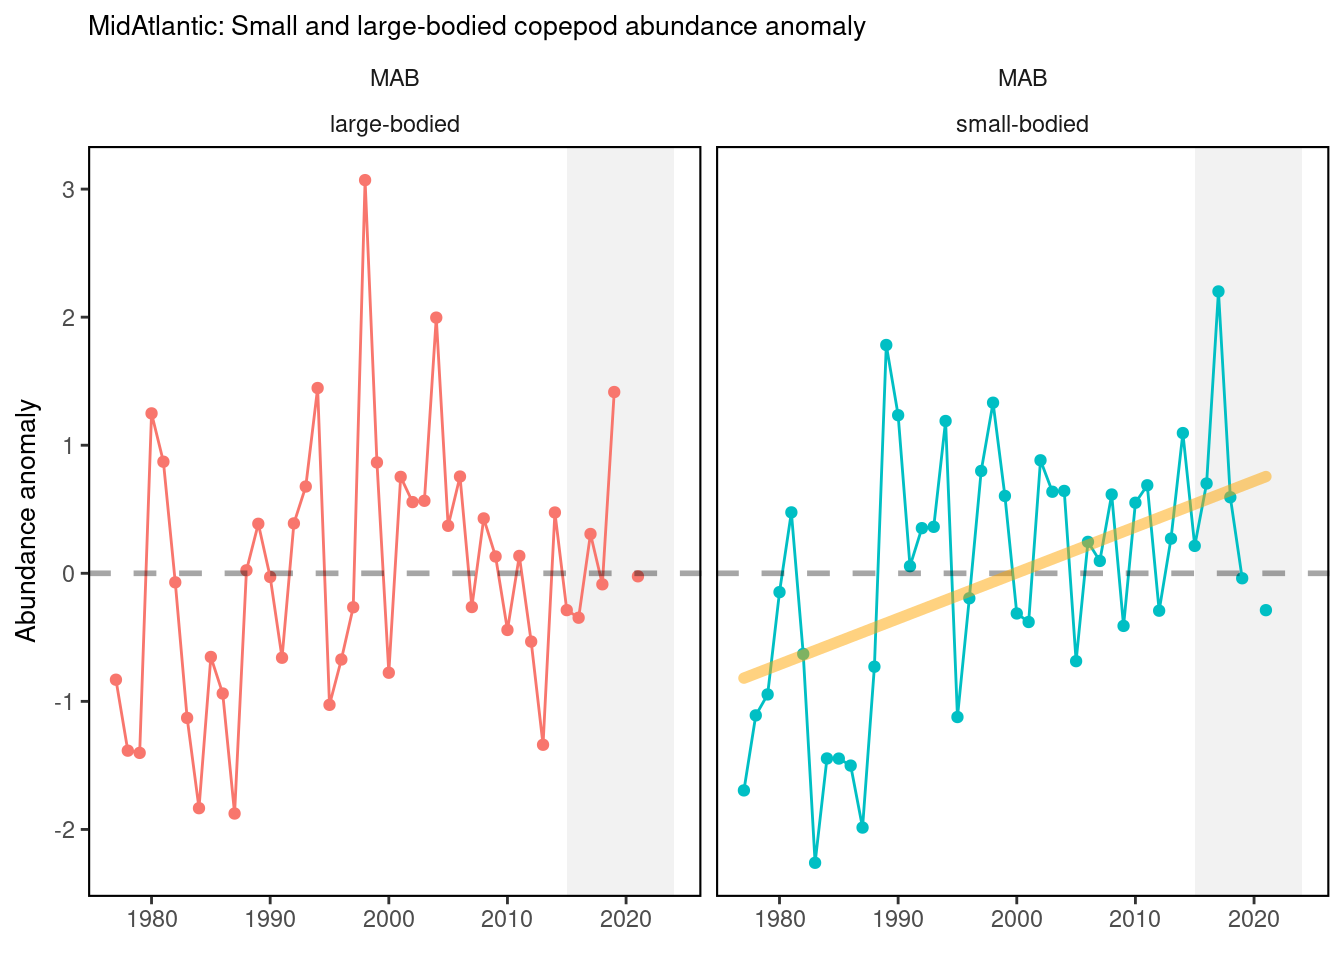 MidAtlantic: Small and large-bodied copepod abundance anomaly
MAB
MAB
large-bodied
small-bodied
Abundance anomaly
3
2
1
0
-1
-2
1980 1990 2000 2010 2020
1980 1990 2000 2010 2020